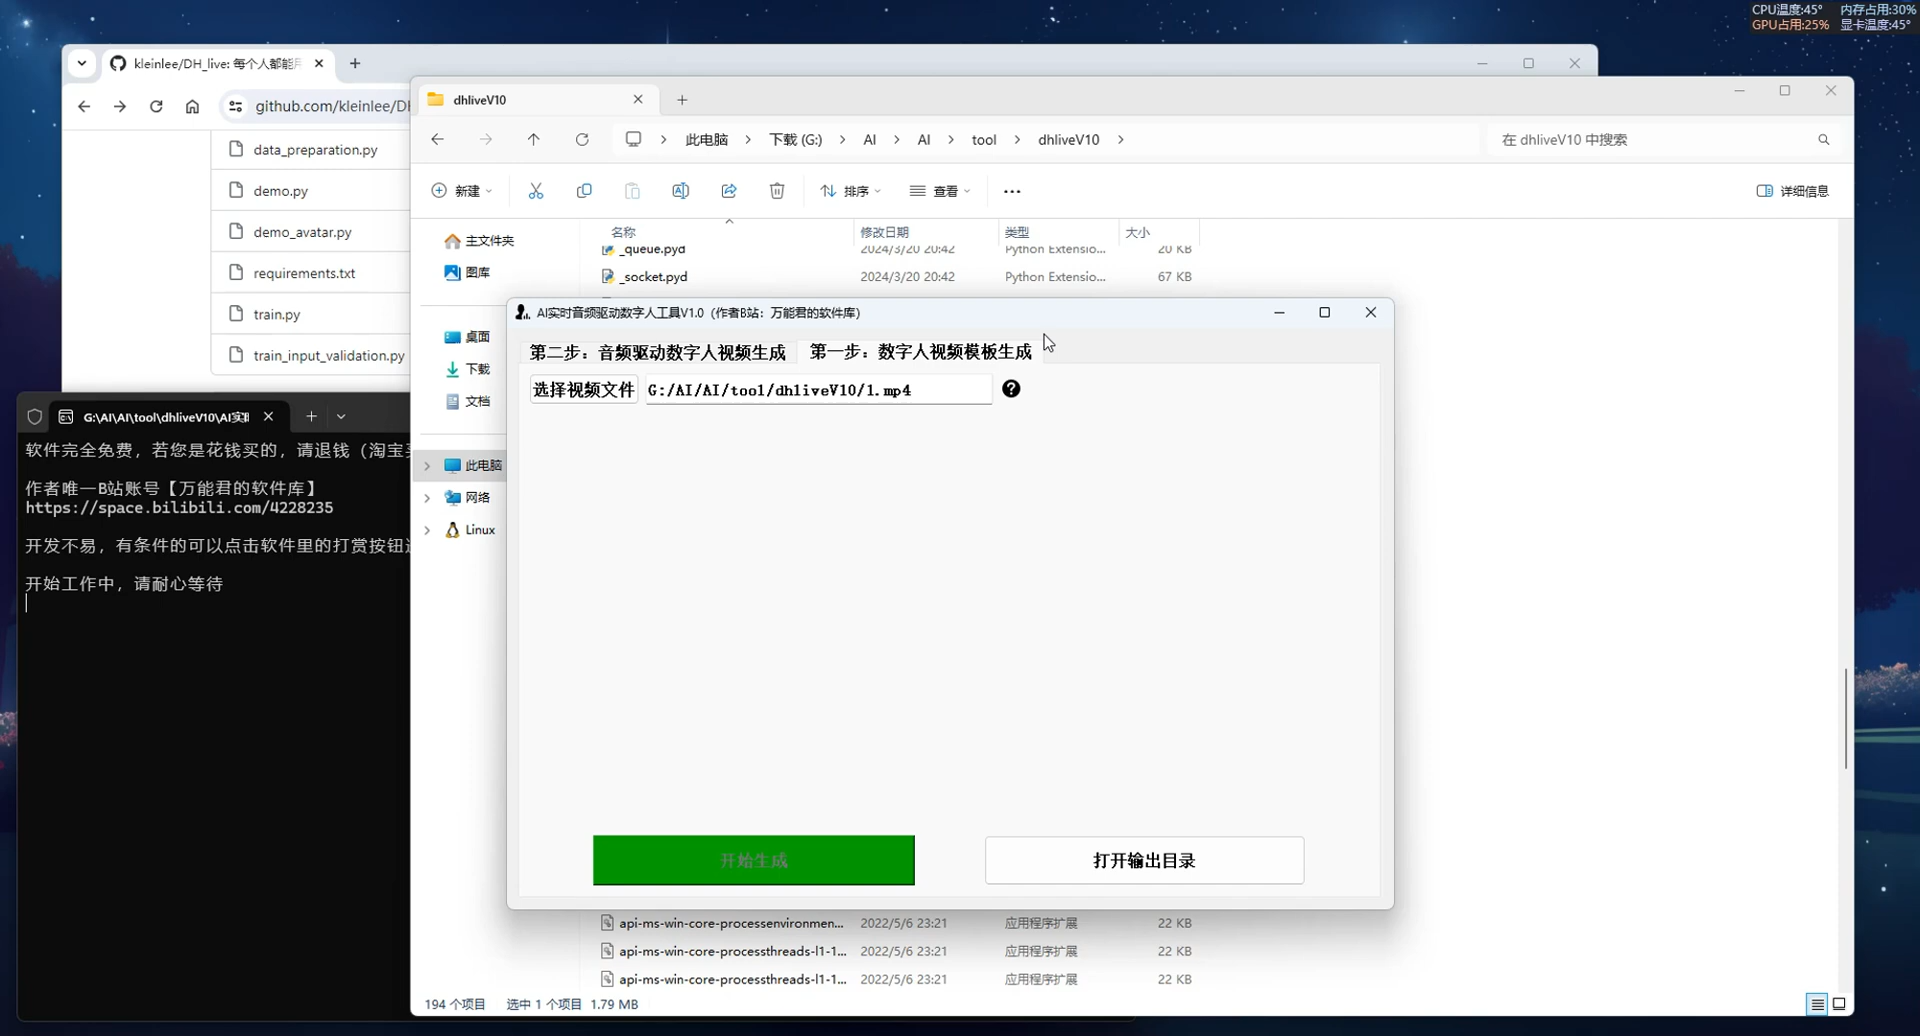 CPU温度:45° 内存占用:30%
GPU占用:25% 显卡温度:45°
kleinlee/DH_live: 每个人都能用
github.com/kleinlee/DH
data_preparation.py
demo.py
demo_avatar.py
requirements.txt
train.py
train_input_validation.py
dhliveV10
此电脑 下载 (G:) AI AI tool dhliveV10
在 dhliveV10 中搜索
新建
排序
查看
详细信息
主文件夹
图库
桌面
下载
文档
此电脑
网络
Linux
名称 修改日期 类型 大小
_queue.pyd 2024/3/20 20:42 Python Extensio... 20 KB
_socket.pyd 2024/3/20 20:42 Python Extensio... 67 KB
AI实时音频驱动数字人工具V1.0（作者B站：万能君的软件库）
第二步：音频驱动数字人视频生成 第一步：数字人视频模板生成
选择视频文件 G:/AI/AI/tool/dhliveV10/1.mp4
开始生成 打开输出目录
api-ms-win-core-processenvironmen... 2022/5/6 23:21 应用程序扩展 22 KB
api-ms-win-core-processthreads-l1-1... 2022/5/6 23:21 应用程序扩展 22 KB
api-ms-win-core-processthreads-l1-1... 2022/5/6 23:21 应用程序扩展 22 KB
194 个项目 选中 1 个项目 1.79 MB
G:\AI\AI\tool\dhliveV10\AI实
软件完全免费，若您是花钱买的，请退钱（淘宝
作者唯一B站账号【万能君的软件库】
https://space.bilibili.com/4228235
开发不易，有条件的可以点击软件里的打赏按钮
开始工作中，请耐心等待